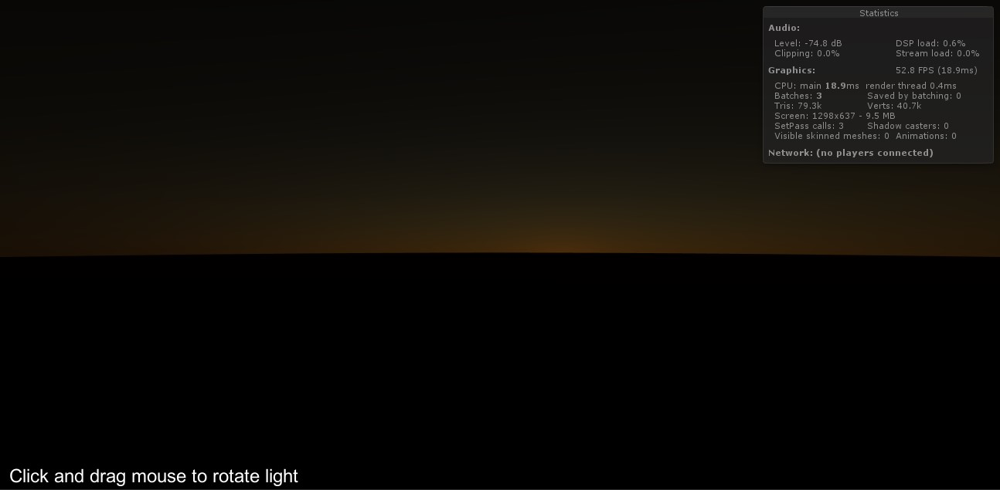 Statistics
Audio:
Level: -74.8 dB DSP load: 0.6%
Clipping: 0.0% Stream load: 0.0%
Graphics: 52.8 FPS (18.9ms)
CPU: main 18.9ms render thread 0.4ms
Batches: 3 Saved by batching: 0
Tris: 79.3k Verts: 40.7k
Screen: 1298x637 - 9.5 MB
SetPass calls: 3 Shadow casters: 0
Visible skinned meshes: 0 Animations: 0
Network: (no players connected)
Click and drag mouse to rotate light